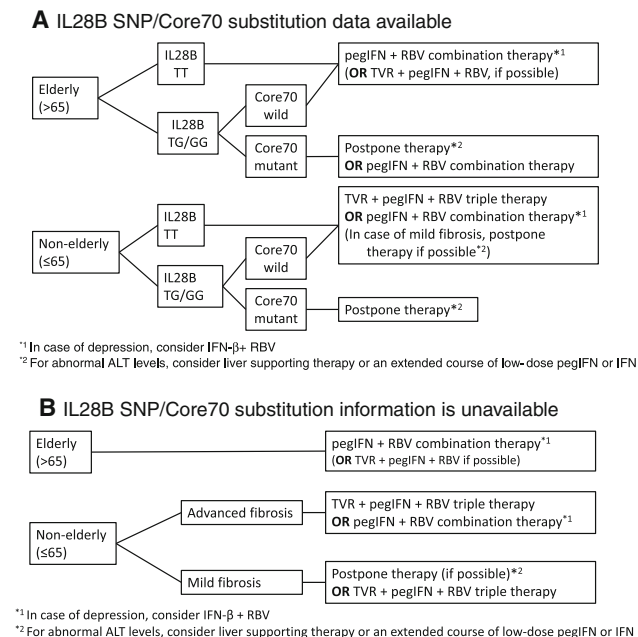 A IL28B SNP/Core70 substitution data available
Elderly
(>65)
IL28B
TT
IL28B
TG/GG
Core70
wild
Core70
mutant
pegIFN + RBV combination therapy*1
(OR TVR + pegIFN + RBV, if possible)
Postpone therapy*2
OR pegIFN + RBV combination therapy
Non-elderly
(≤65)
IL28B
TT
IL28B
TG/GG
Core70
wild
Core70
mutant
TVR + pegIFN + RBV triple therapy
OR pegIFN + RBV combination therapy*1
(In case of mild fibrosis, postpone
therapy if possible*2)
Postpone therapy*2
*1 In case of depression, consider IFN-β+ RBV
*2 For abnormal ALT levels, consider liver supporting therapy or an extended course of low-dose pegIFN or IFN
B IL28B SNP/Core70 substitution information is unavailable
Elderly
(>65)
pegIFN + RBV combination therapy*1
(OR TVR + pegIFN + RBV if possible)
Non-elderly
(≤65)
Advanced fibrosis
TVR + pegIFN + RBV triple therapy
OR pegIFN + RBV combination therapy*1
Mild fibrosis
Postpone therapy (if possible)*2
OR TVR + pegIFN + RBV triple therapy
*1 In case of depression, consider IFN-β + RBV
*2 For abnormal ALT levels, consider liver supporting therapy or an extended course of low-dose pegIFN or IFN